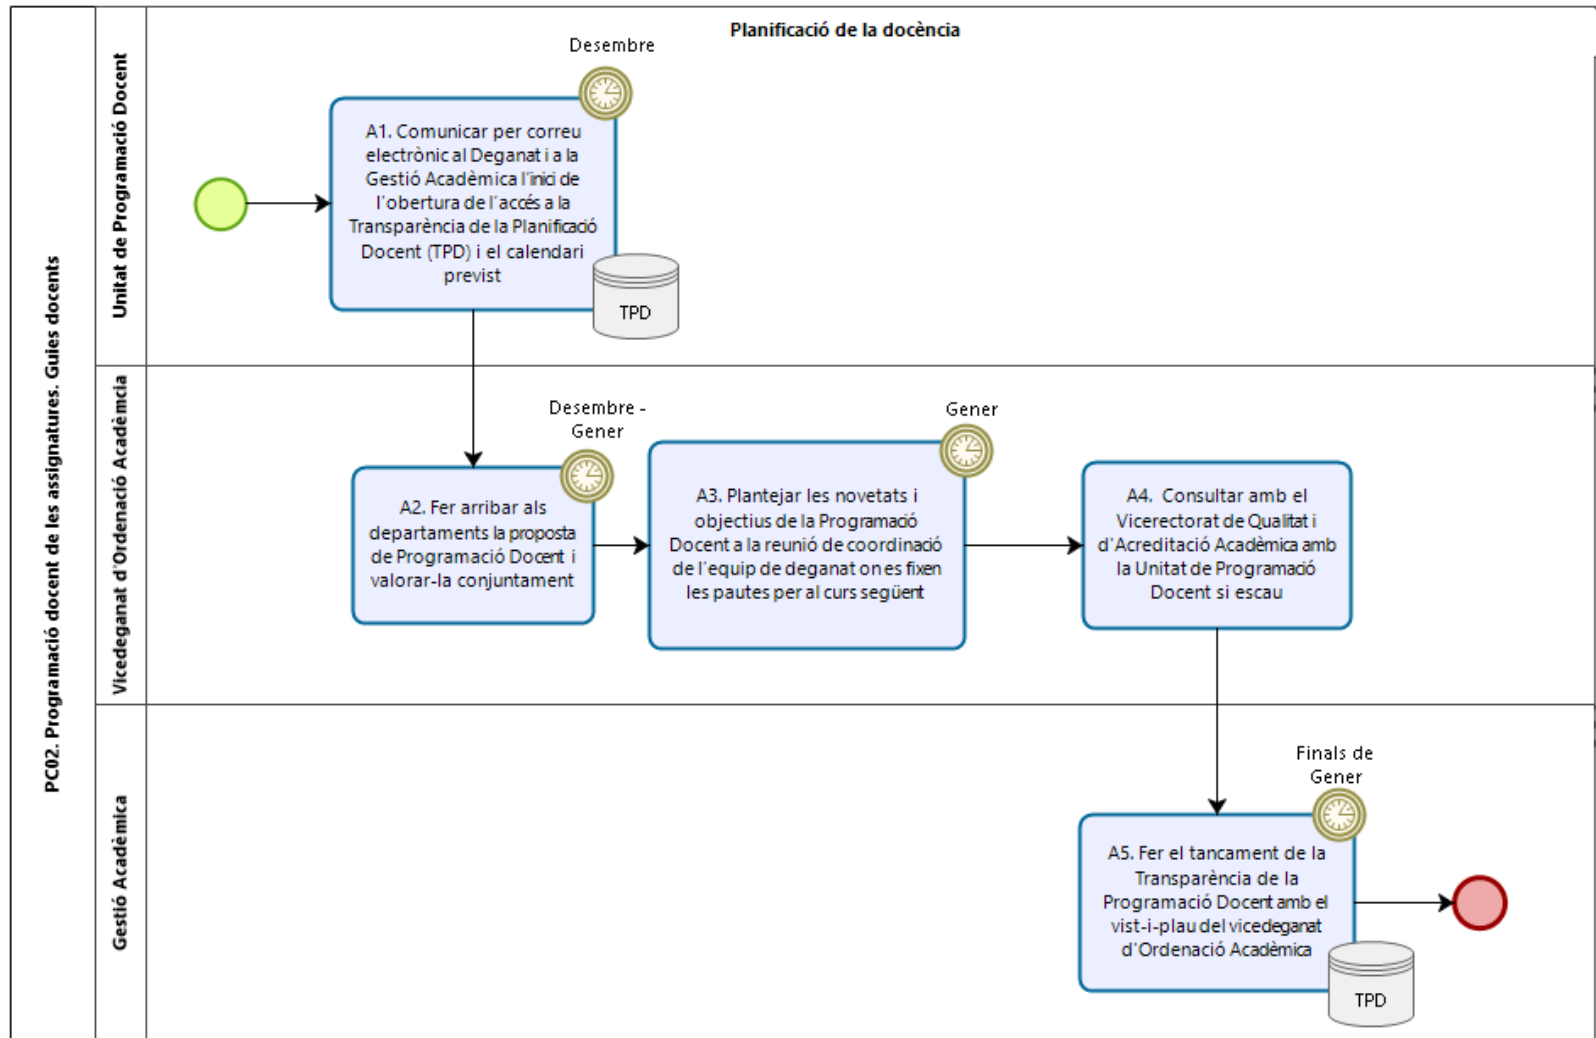 Planificació de la docència
PC02. Programació docent de les assignatures. Guies docents
Unitat de Programació Docent
Desembre
A1. Comunicar per correu
electrònic al Deganat i a la
Gestió Acadèmica l'inici de
l'obertura de l'accés a la
Transparència de la Planificació
Docent (TPD) i el calendari
previst
TPD
Vicedeganat d'Ordenació Acadèmcia
Desembre -
Gener
A2. Fer arribar als
departaments la proposta
de Programació Docent i
valorar-la conjuntament
Gener
A3. Plantejar les novetats i
objectius de la Programació
Docent a la reunió de coordinació
de l'equip de deganat on es fixen
les pautes per al curs següent
A4. Consultar amb el
Vicerectorat de Qualitat i
d'Acreditació Acadèmica amb
la Unitat de Programació
Docent si escau
Gestió Acadèmica
Finals de
Gener
A5. Fer el tancament de la
Transparència de la
Programació Docent amb el
vist-i-plau del vicedeganat
d'Ordenació Acadèmica
TPD